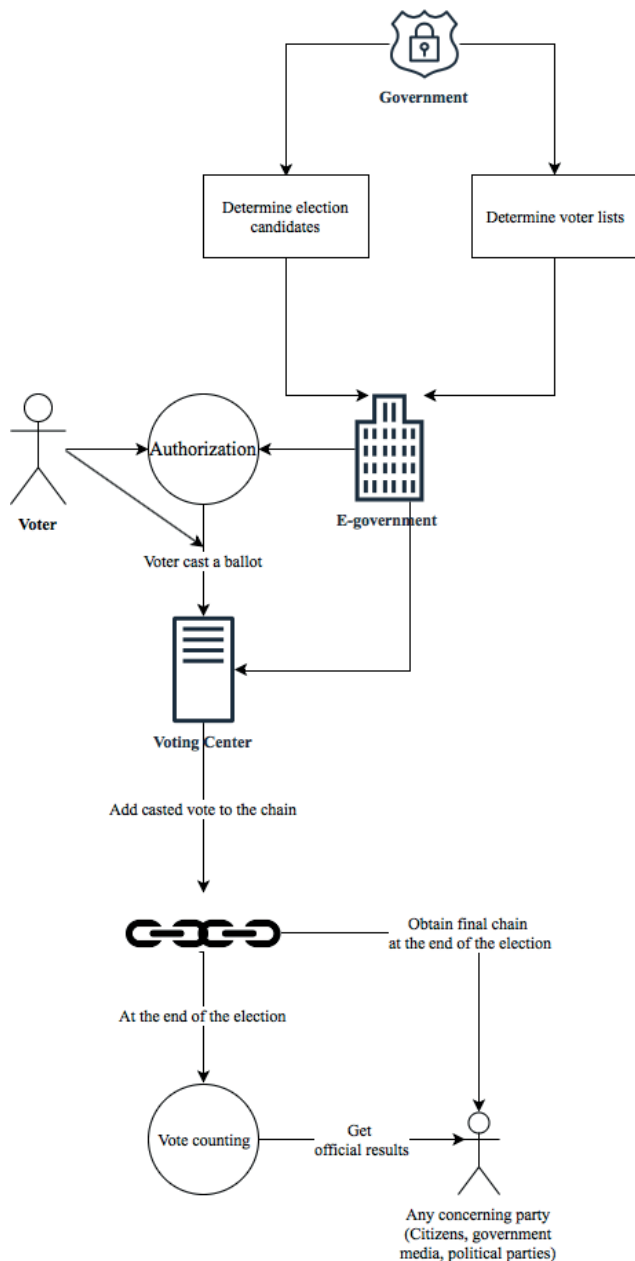 Government
Determine election
candidates
Determine voter lists
Authorization
Voter
E-government
Voter cast a ballot
Voting Center
Add casted vote to the chain
Obtain final chain
at the end of the election
At the end of the election
Vote counting
Get
official results
Any concerning party
(Citizens, government
media, political parties)